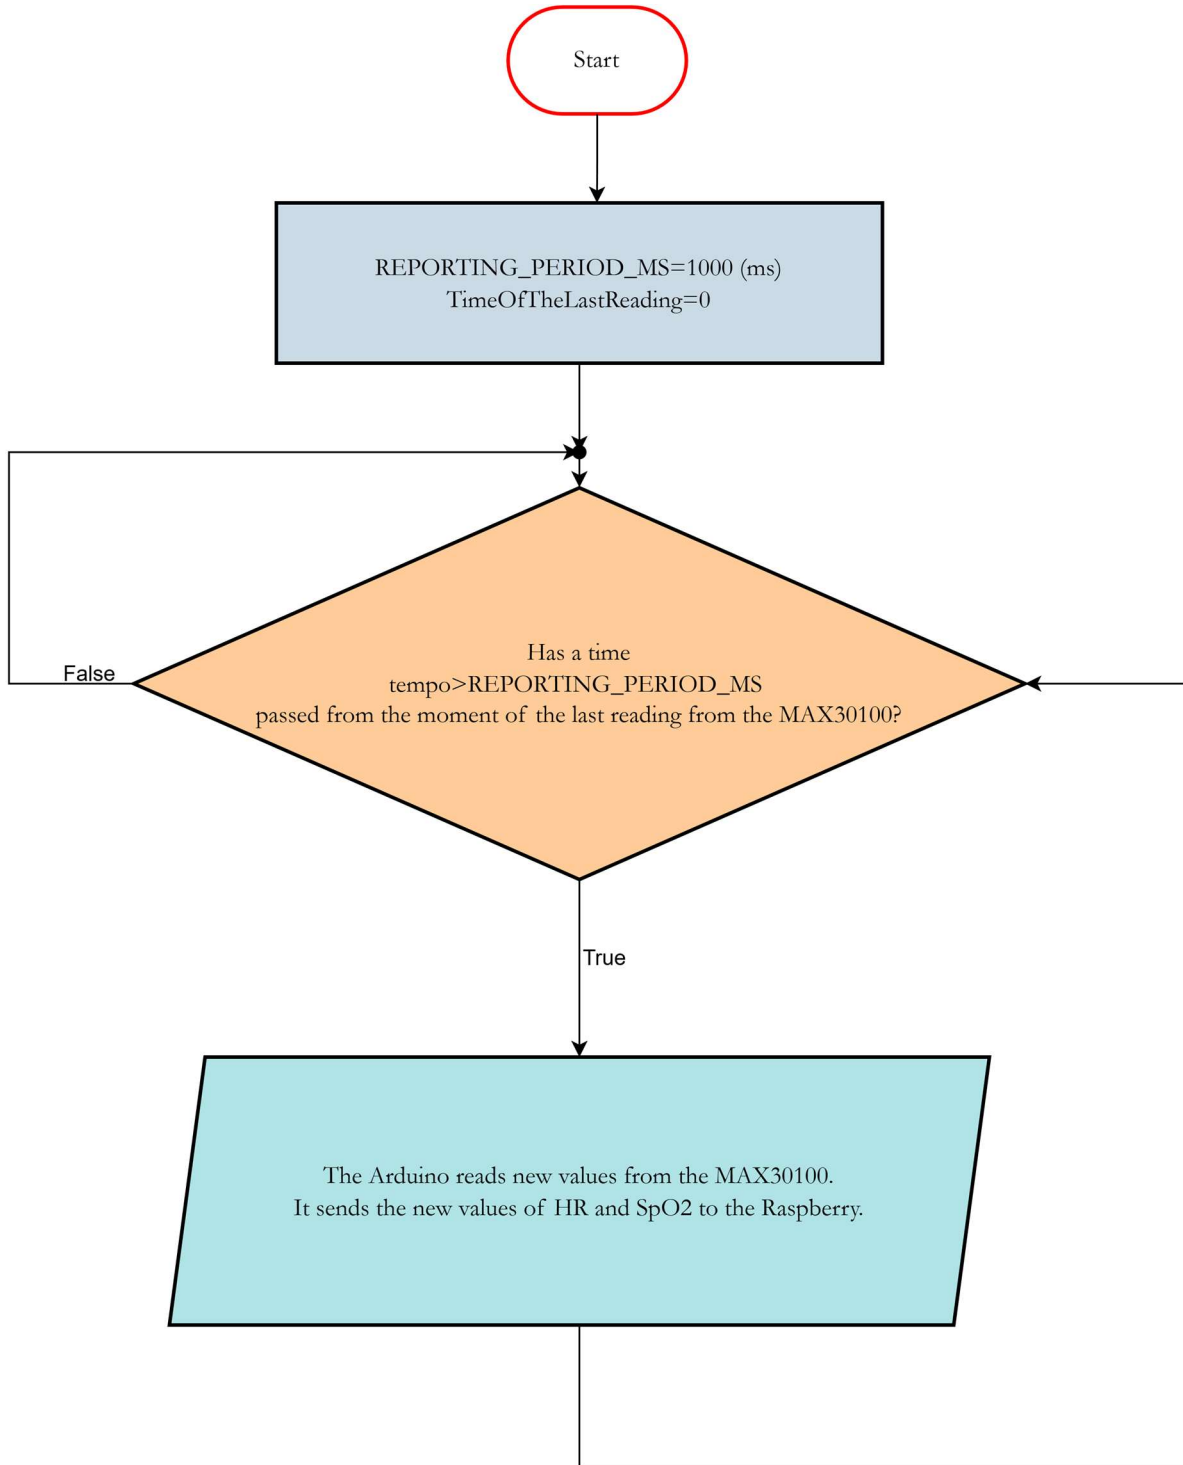 Start
REPORTING_PERIOD_MS=1000 (ms)
TimeOfTheLastReading=0
Has a time
False
tempo>REPORTING_PERIOD_MS
passed from the moment of the last reading from the MAX30100?
True
The Arduino reads new values from the MAX30100.
It sends the new values of HR and SpO2 to the Raspberry.